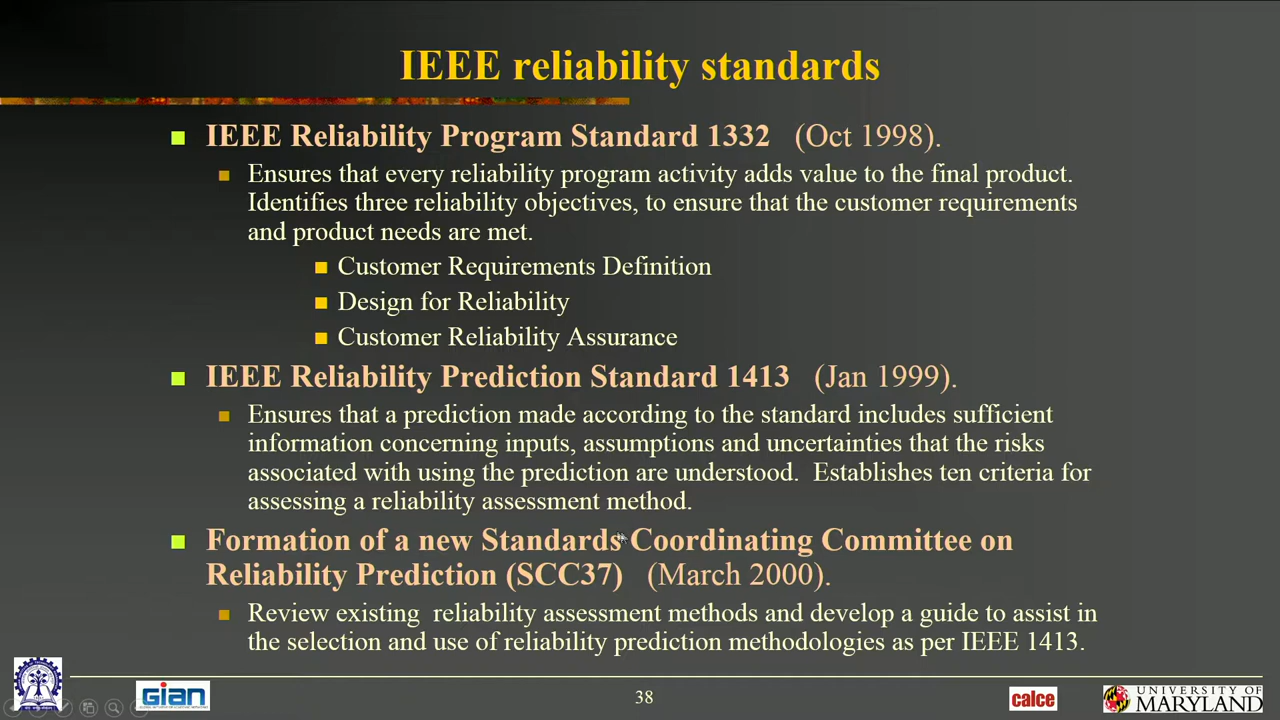 IEEE reliability standards
IEEE Reliability Program Standard 1332 (Oct 1998).
Ensures that every reliability program activity adds value to the final product.
Identifies three reliability objectives, to ensure that the customer requirements
and product needs are met.
Customer Requirements Definition
Design for Reliability
Customer Reliability Assurance
IEEE Reliability Prediction Standard 1413 (Jan 1999).
Ensures that a prediction made according to the standard includes sufficient
information concerning inputs, assumptions and uncertainties that the risks
associated with using the prediction are understood. Establishes ten criteria for
assessing a reliability assessment method.
Formation of a new Standards Coordinating Committee on
Reliability Prediction (SCC37) (March 2000).
Review existing reliability assessment methods and develop a guide to assist in
the selection and use of reliability prediction methodologies as per IEEE 1413.
GIAN
38
calce
UNIVERSITY OF
MARYLAND